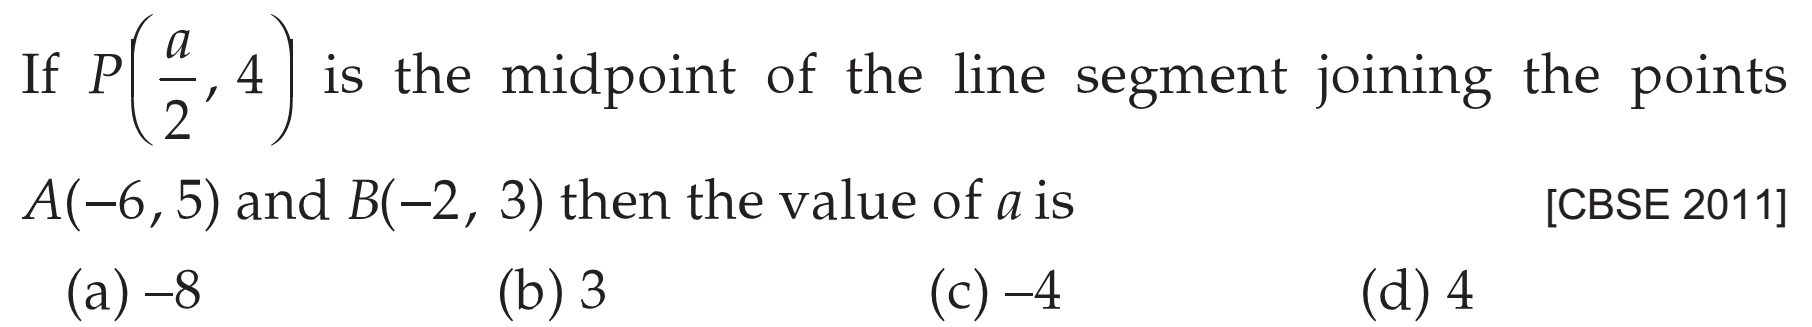 If P(a/2, 4) is the midpoint of the line segment joining the points
A(–6, 5) and B(–2, 3) then the value of a is [CBSE 2011]
(a) –8 (b) 3 (c) –4 (d) 4